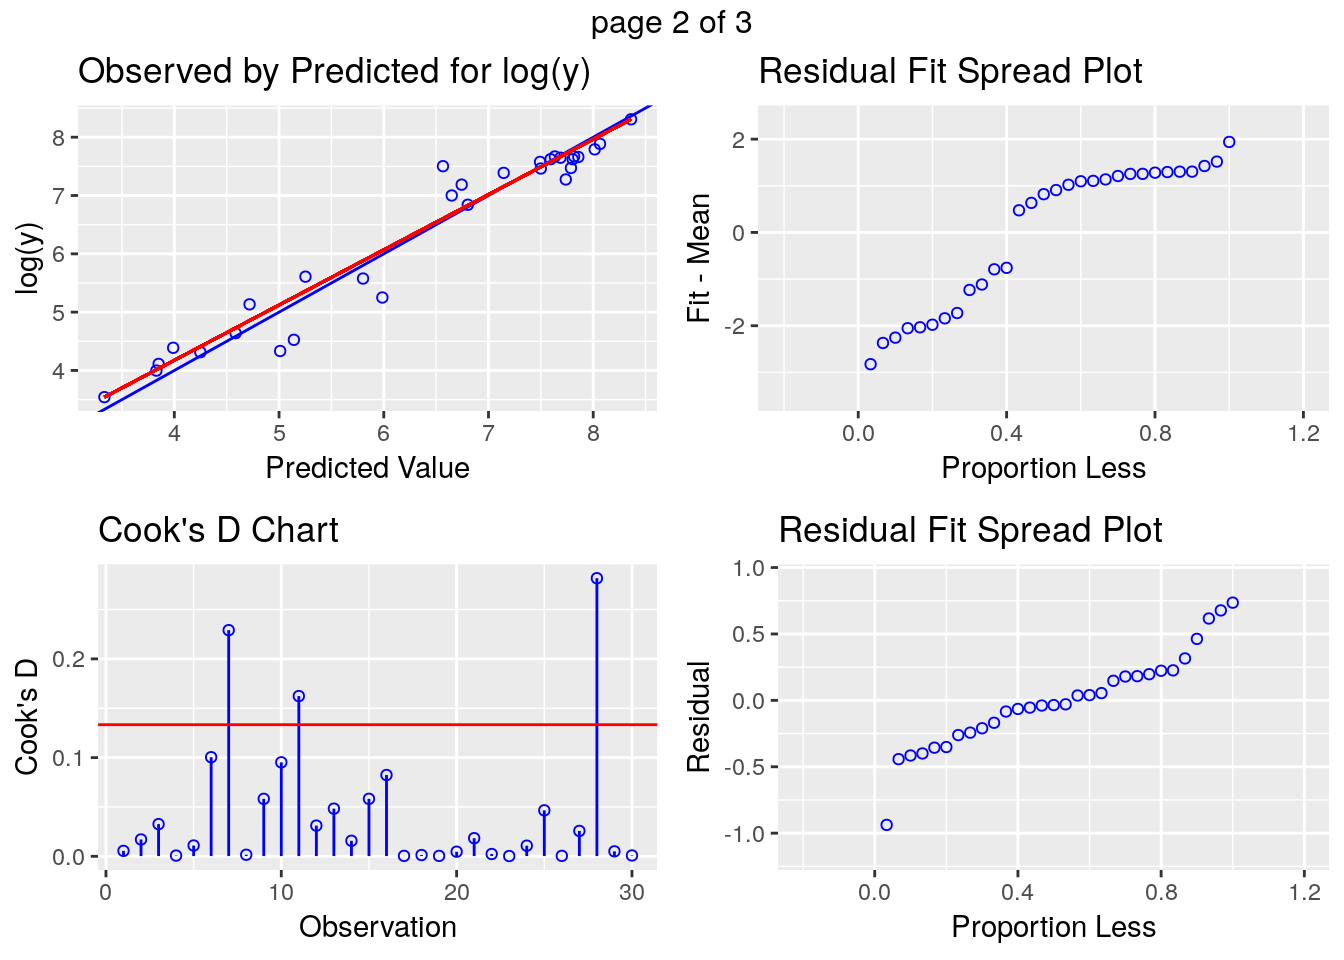 page 2 of 3
Observed by Predicted for log(y)
log(y)
8
7
6
5
4
4 5 6 7 8
Predicted Value
Residual Fit Spread Plot
Fit - Mean
2
0
-2
0.0 0.4 0.8 1.2
Proportion Less
Cook's D Chart
Cook's D
0.2
0.1
0.0
0 10 20 30
Observation
Residual Fit Spread Plot
Residual
1.0
0.5
0.0
-0.5
-1.0
0.0 0.4 0.8 1.2
Proportion Less